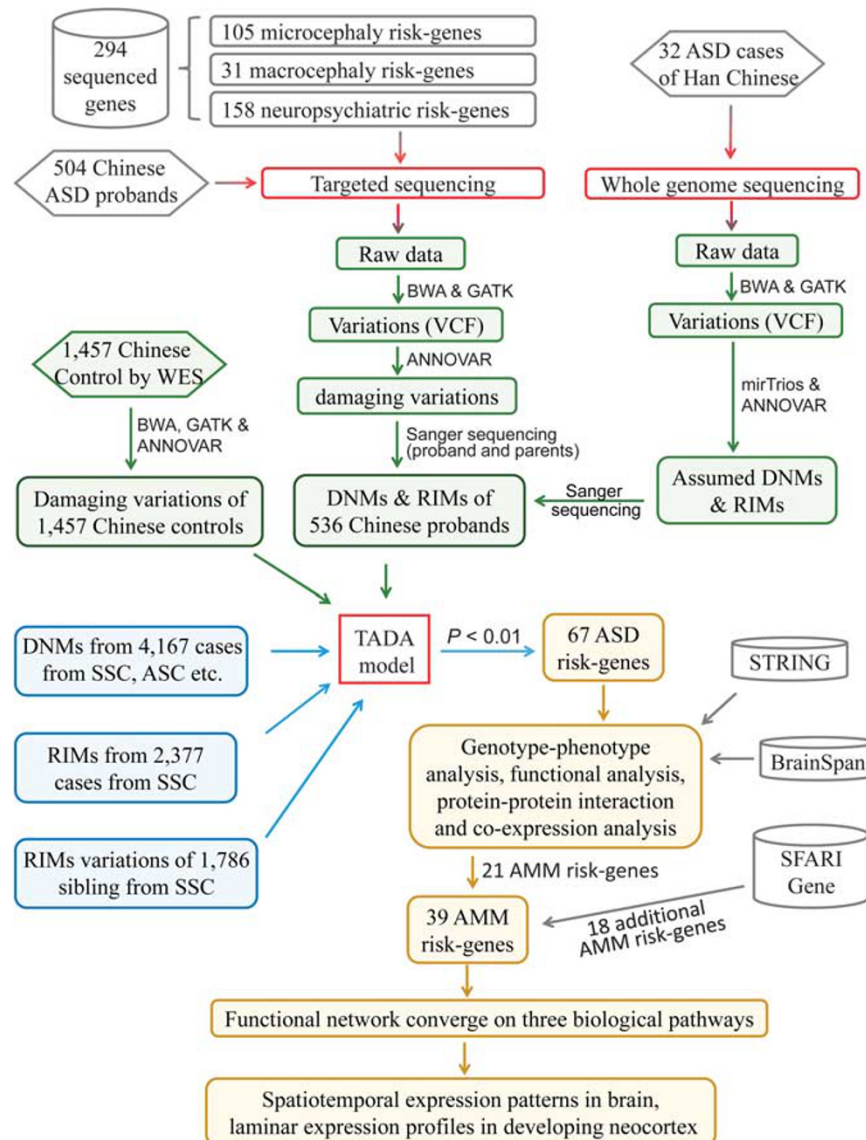 294
sequenced
genes
105 microcephaly risk-genes
31 macrocephaly risk-genes
158 neuropsychiatric risk-genes
32 ASD cases
of Han Chinese
504 Chinese
ASD probands
Targeted sequencing
Whole genome sequencing
Raw data
Raw data
BWA & GATK
BWA & GATK
Variations (VCF)
Variations (VCF)
1,457 Chinese
Control by WES
ANNOVAR
damaging variations
mirTrios &
ANNOVAR
BWA, GATK &
ANNOVAR
Sanger sequencing
(proband and parents)
Damaging variations of
1,457 Chinese controls
DNMs & RIMs of
536 Chinese probands
Sanger
sequencing
Assumed DNMs
& RIMs
DNMs from 4,167 cases
from SSC, ASC etc.
TADA
model
P < 0.01
67 ASD
risk-genes
STRING
RIMs from 2,377
cases from SSC
Genotype-phenotype
analysis, functional analysis,
protein-protein interaction
and co-expression analysis
BrainSpan
RIMs variations of 1,786
sibling from SSC
21 AMM risk-genes
SFARI
Gene
39 AMM
risk-genes
18 additional
AMM risk-genes
Functional network converge on three biological pathways
Spatiotemporal expression patterns in brain,
laminar expression profiles in developing neocortex